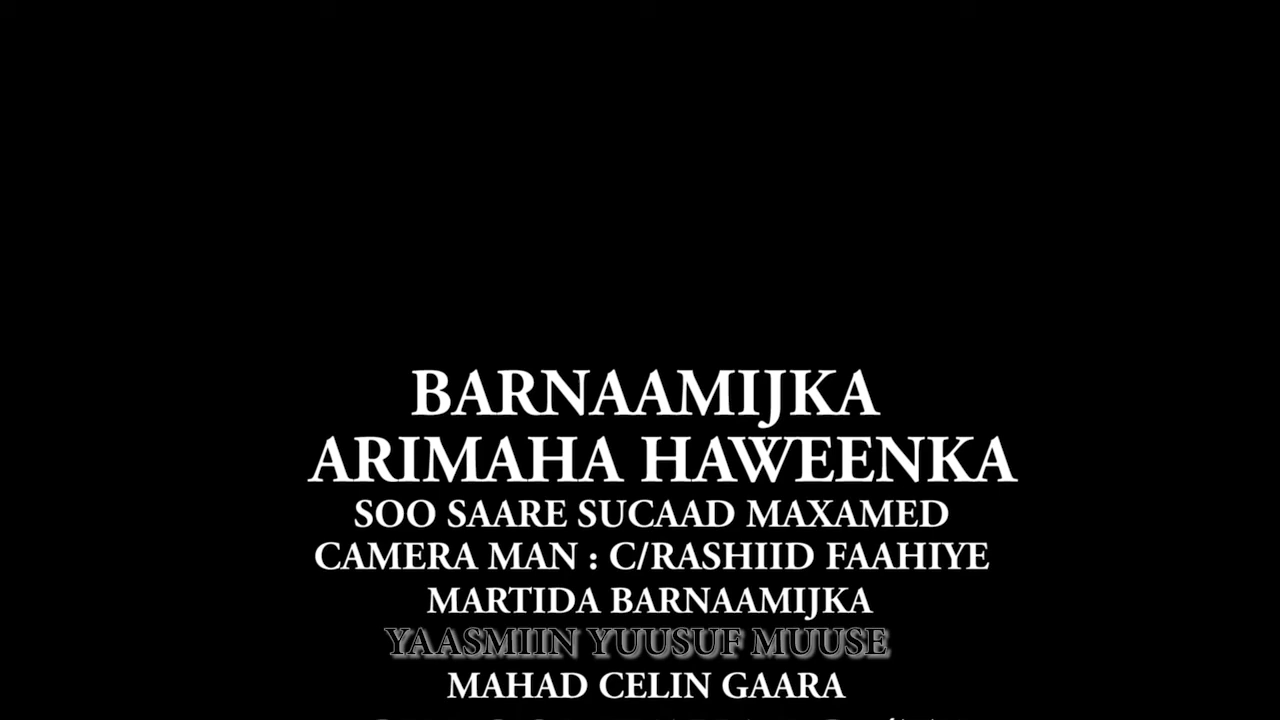 BARNAAMIJKA
ARIMAHA HAWEENKA
SOO SAARE SUCAAD MAXAMED
CAMERA MAN : C/RASHIID FAAHIYE
MARTIDA BARNAAMIJKA
YAASMIIN YUUSUF MUUSE
MAHAD CELIN GAARA